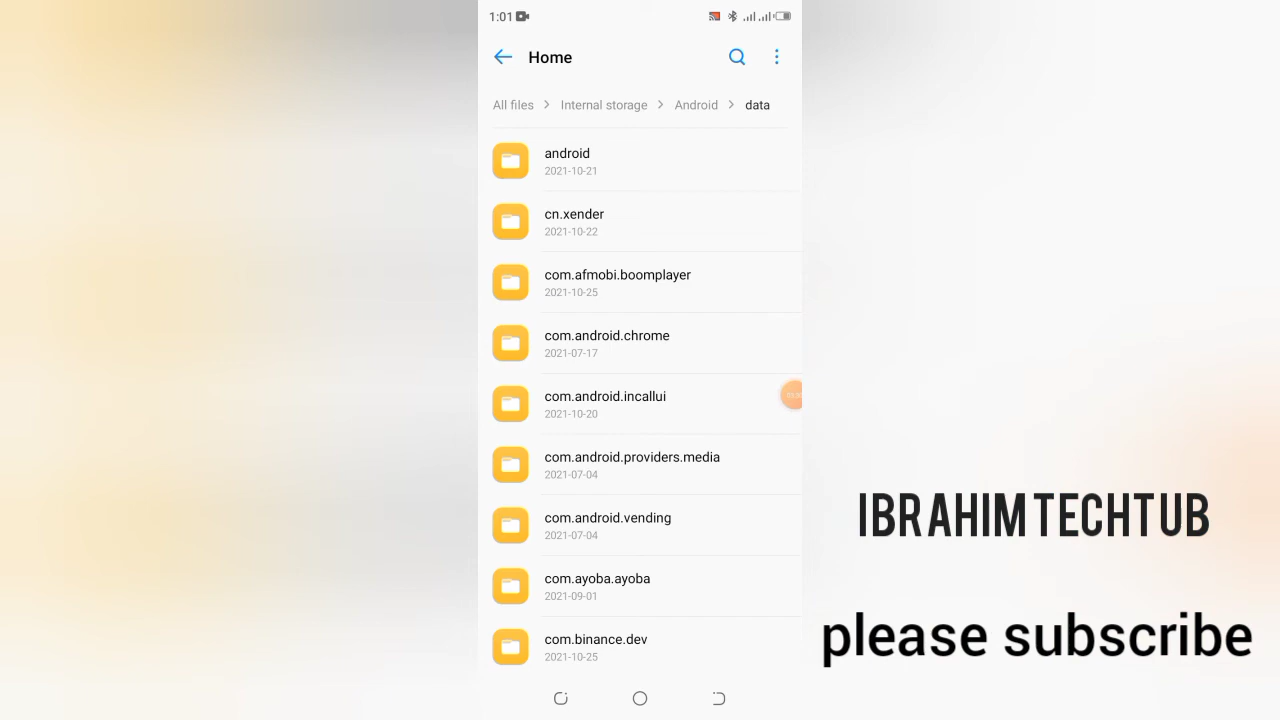 1:01
Home
All files > Internal storage > Android > data
android
2021-10-21
cn.xender
2021-10-22
com.afmobi.boomplayer
2021-10-25
com.android.chrome
2021-07-17
com.android.incallui
2021-10-20
com.android.providers.media
2021-07-04
com.android.vending
2021-07-04
com.ayoba.ayoba
2021-09-01
com.binance.dev
2021-10-25
IBRAHIM TECHTUB
please subscribe